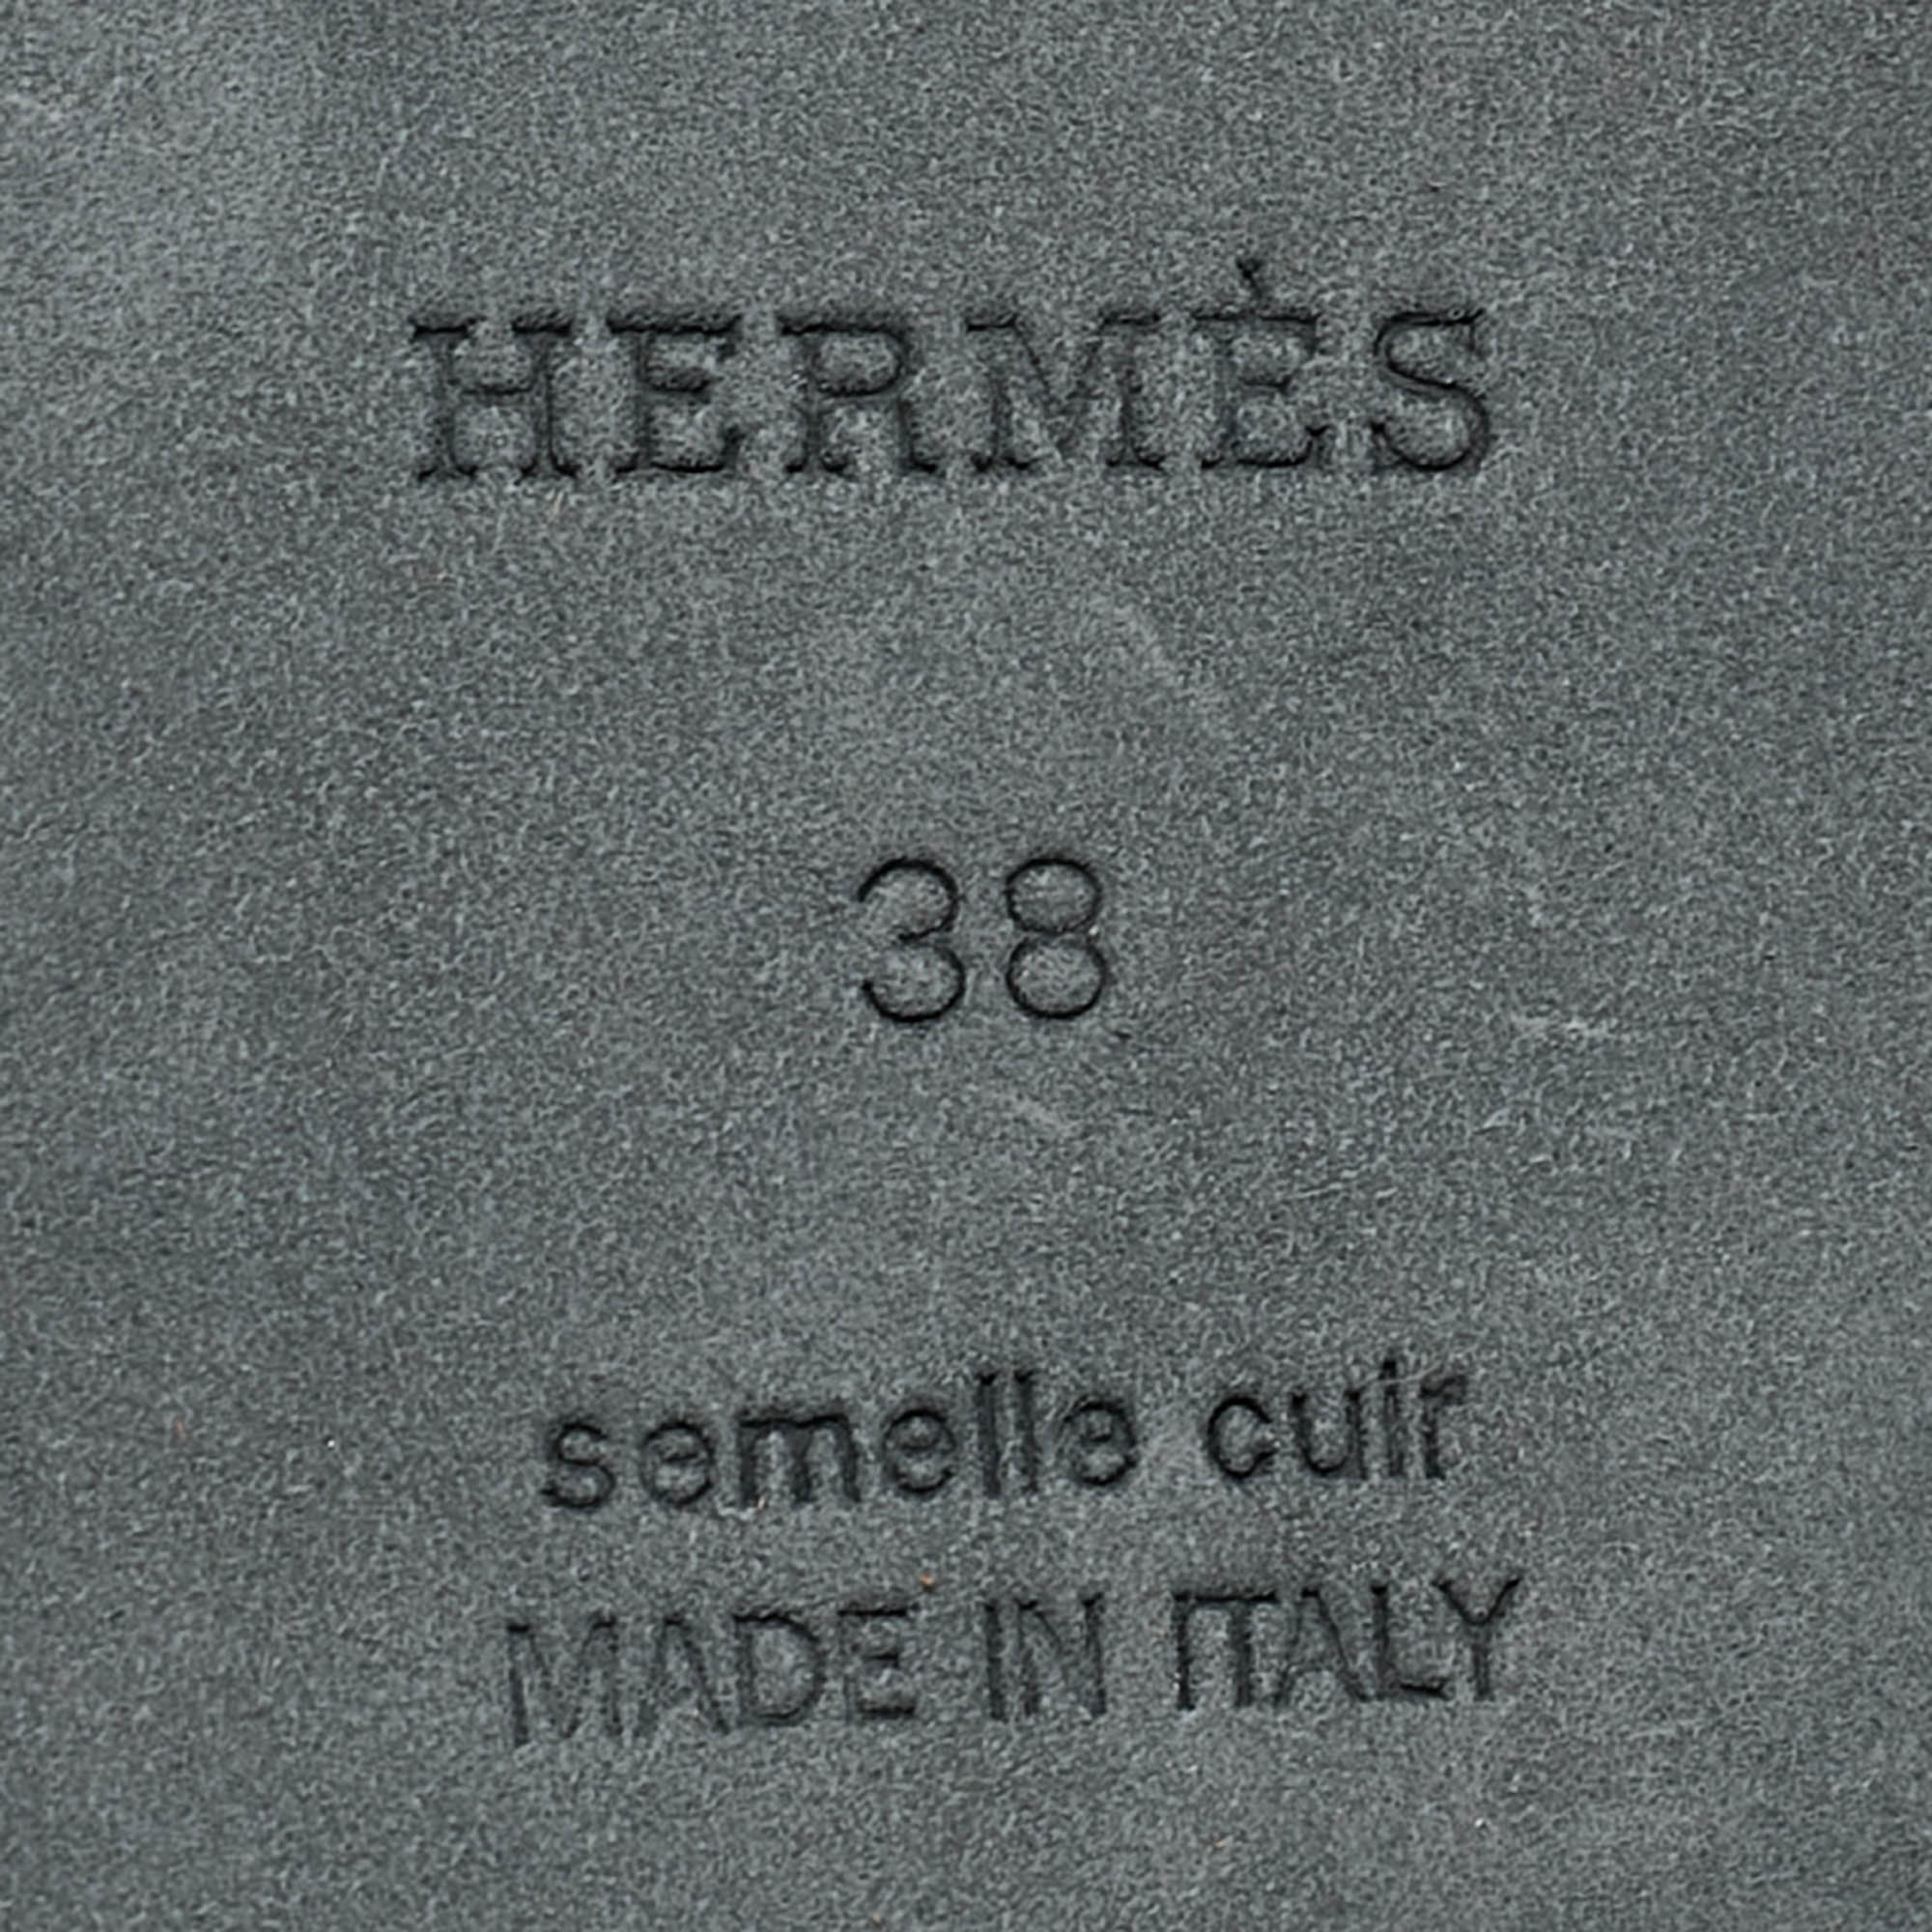 HERMÈS
38
semelle cuir
MADE IN ITALY